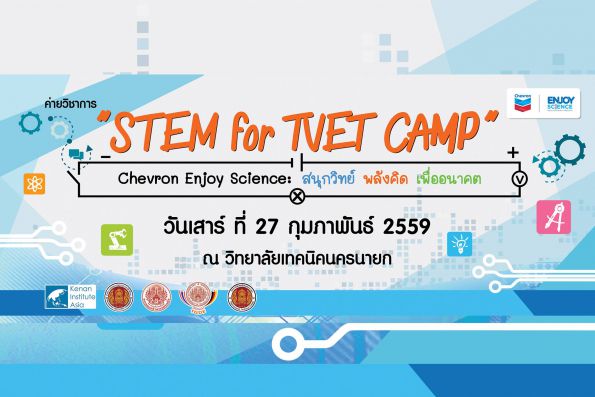 ค่ายวิชาการ
"STEM for TVET CAMP"
Chevron
ENJOY
SCIENCE
Chevron Enjoy Science: สนุกวิทย์ พลังคิด เพื่ออนาคต
V
วันเสาร์ ที่ 27 กุมภาพันธ์ 2559
ณ วิทยาลัยเทคนิคนครนายก
Kenan
Institute
Asia